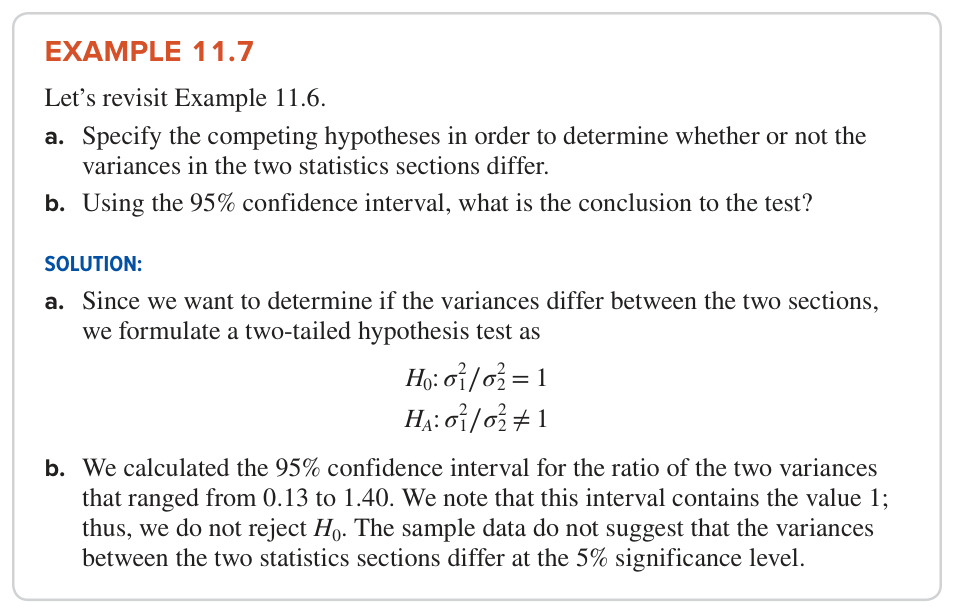 EXAMPLE 11.7
Let’s revisit Example 11.6.
a. Specify the competing hypotheses in order to determine whether or not the
variances in the two statistics sections differ.
b. Using the 95% confidence interval, what is the conclusion to the test?
SOLUTION:
a. Since we want to determine if the variances differ between the two sections,
we formulate a two-tailed hypothesis test as
H₀: σ₁²/σ₂² = 1
H_A: σ₁²/σ₂² ≠ 1
b. We calculated the 95% confidence interval for the ratio of the two variances
that ranged from 0.13 to 1.40. We note that this interval contains the value 1;
thus, we do not reject H₀. The sample data do not suggest that the variances
between the two statistics sections differ at the 5% significance level.